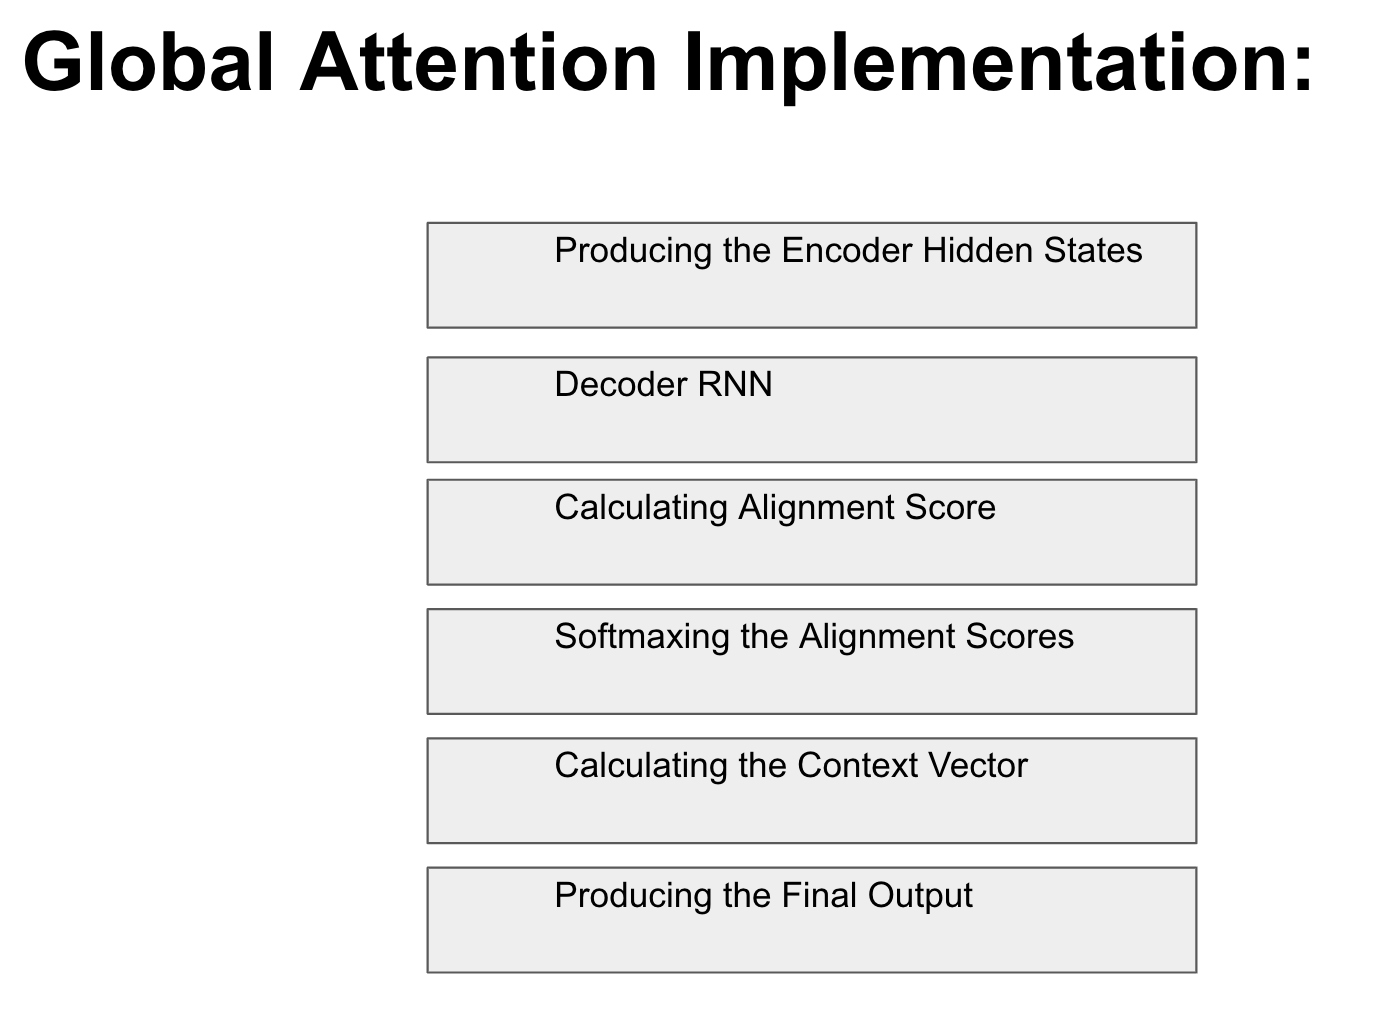 Global Attention Implementation:
Producing the Encoder Hidden States
Decoder RNN
Calculating Alignment Score
Softmaxing the Alignment Scores
Calculating the Context Vector
Producing the Final Output